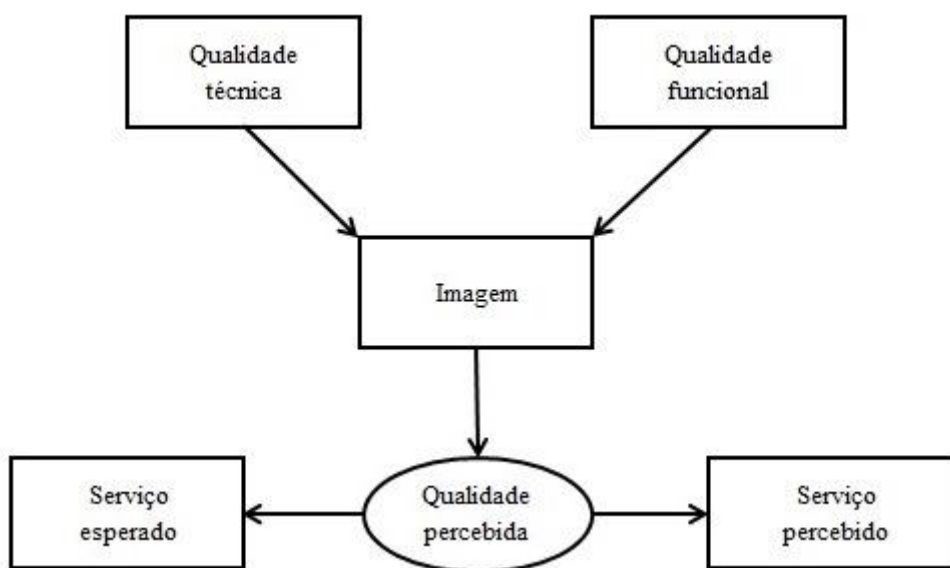 Qualidade
técnica
Qualidade
funcional
Imagem
Serviço
esperado
Qualidade
percebida
Serviço
percebido